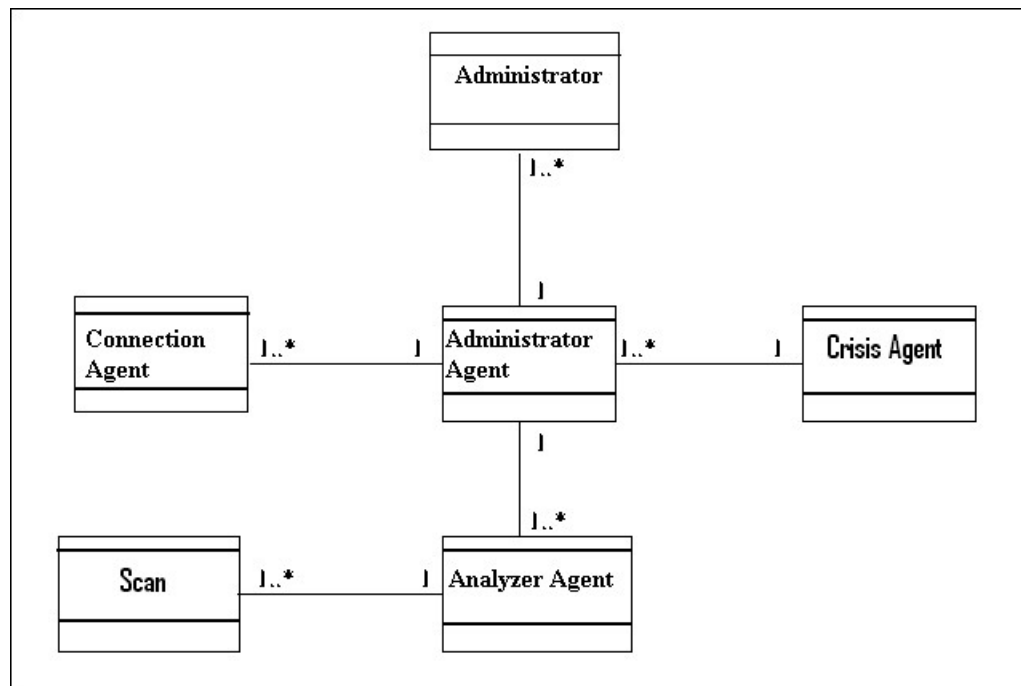 Administrator
1..*
1
Connection
Agent
1..*
1
Administrator
Agent
1..*
1
Crisis Agent
1
1..*
Scan
1..*
1
Analyzer Agent